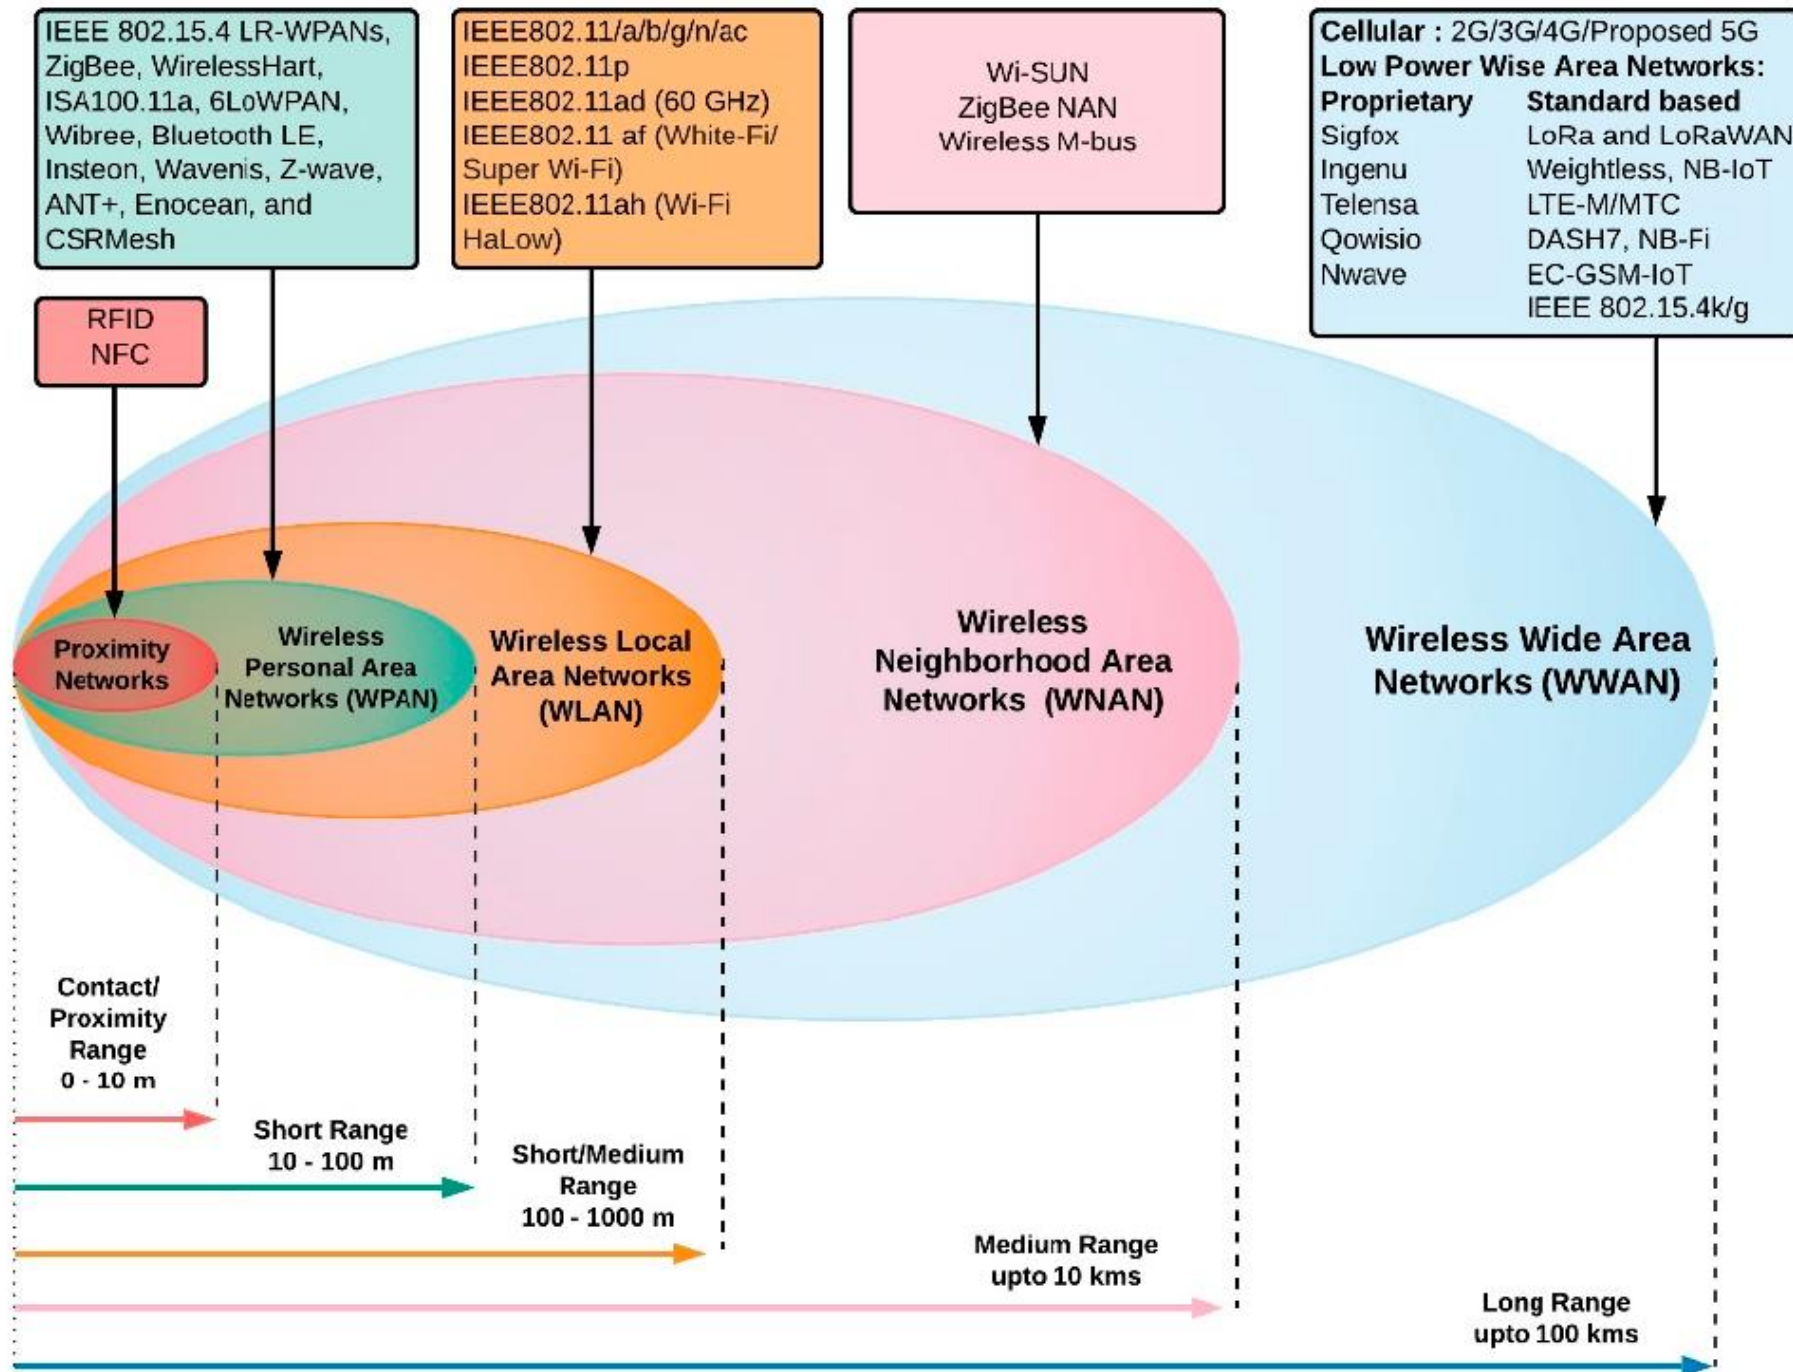 IEEE 802.15.4 LR-WPANs,
ZigBee, WirelessHart,
ISA100.11a, 6LoWPAN,
Wibree, Bluetooth LE,
Insteon, Wavenis, Z-wave,
ANT+, Enocean, and
CSRMesh
IEEE802.11/a/b/g/n/ac
IEEE802.11p
IEEE802.11ad (60 GHz)
IEEE802.11 af (White-Fi/
Super Wi-Fi)
IEEE802.11ah (Wi-Fi
HaLow)
Wi-SUN
ZigBee NAN
Wireless M-bus
Cellular : 2G/3G/4G/Proposed 5G
Low Power Wise Area Networks:
Proprietary Standard based
Sigfox LoRa and LoRaWAN
Ingenu Weightless, NB-IoT
Telensa LTE-M/MTC
Qowisio DASH7, NB-Fi
Nwave EC-GSM-IoT
IEEE 802.15.4k/g
RFID
NFC
Proximity
Networks
Wireless
Personal Area
Networks (WPAN)
Wireless Local
Area Networks
(WLAN)
Wireless
Neighborhood Area
Networks (WNAN)
Wireless Wide Area
Networks (WWAN)
Contact/
Proximity
Range
0 - 10 m
Short Range
10 - 100 m
Short/Medium
Range
100 - 1000 m
Medium Range
upto 10 kms
Long Range
upto 100 kms